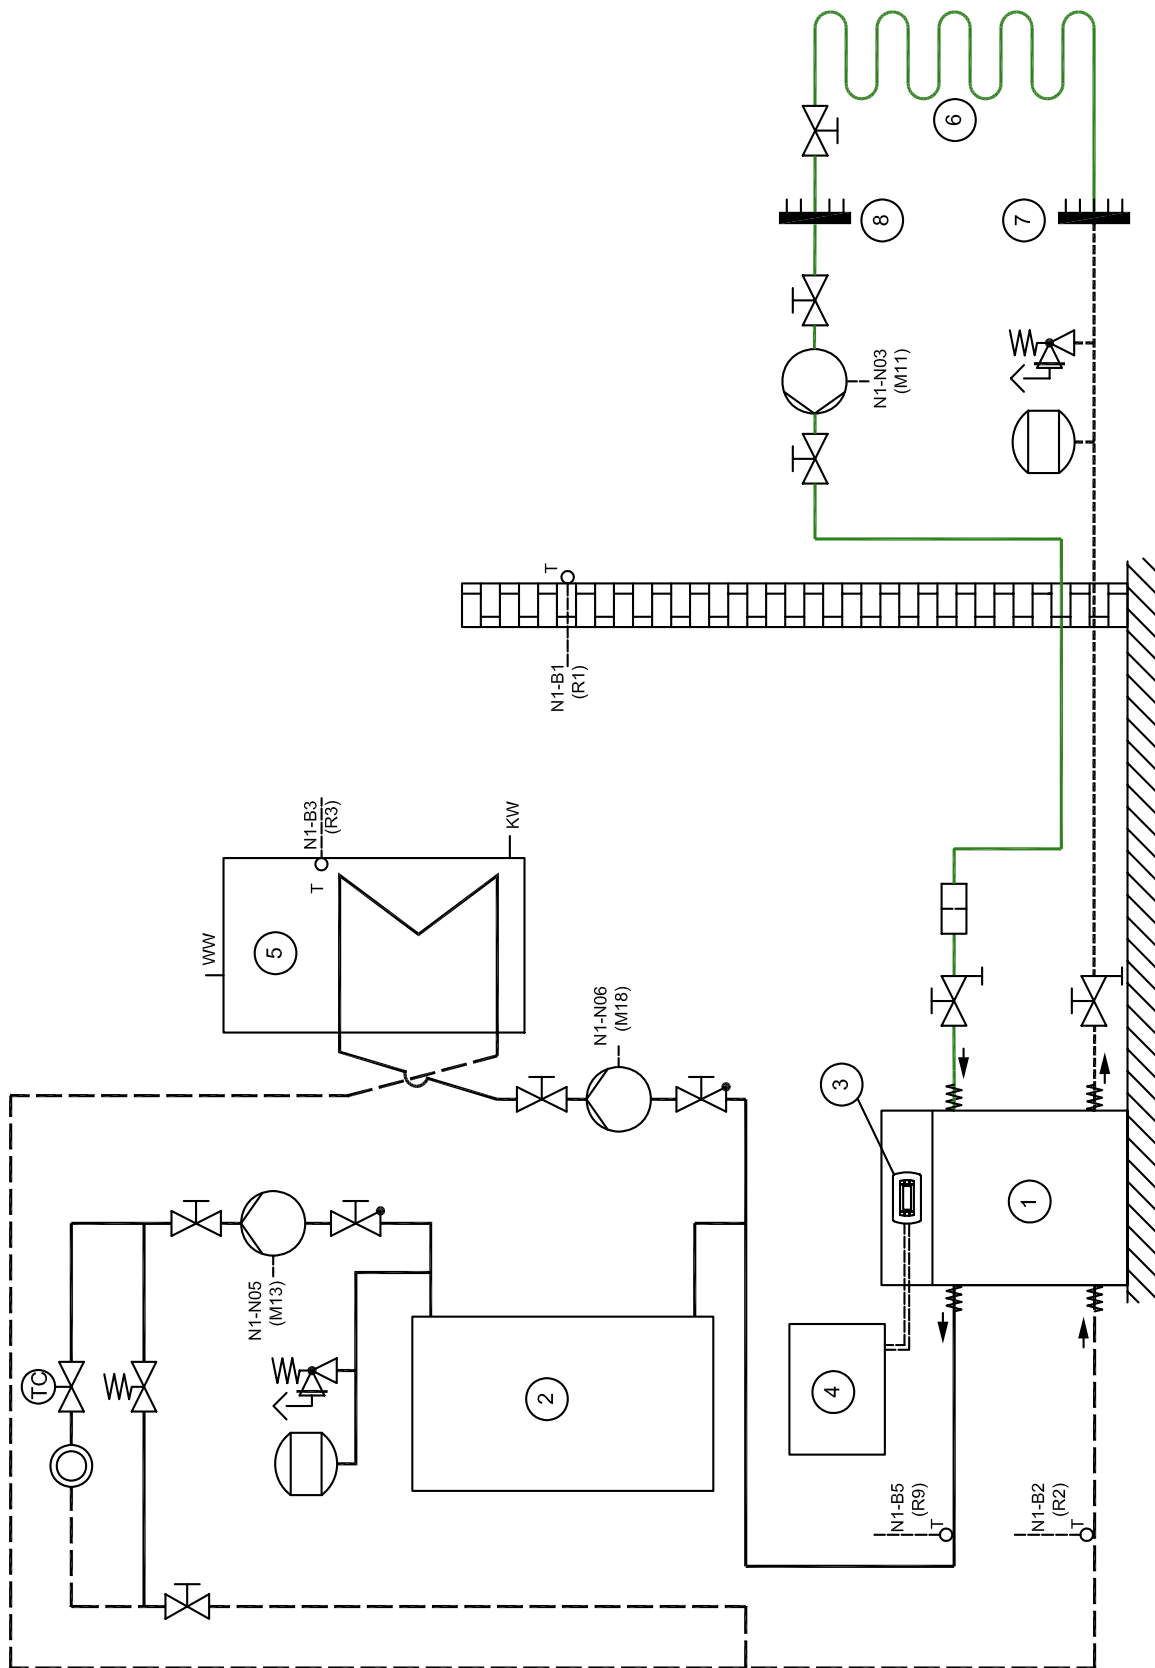 6
8
7
N1-N03
(M11)
T
N1-B1
(R1)
N1-B3
(R3)
T
KW
WW
5
N1-N06
(M18)
3
1
N1-N05
(M13)
TC
2
4
N1-B5
(R9)
T
N1-B2
(R2)
T